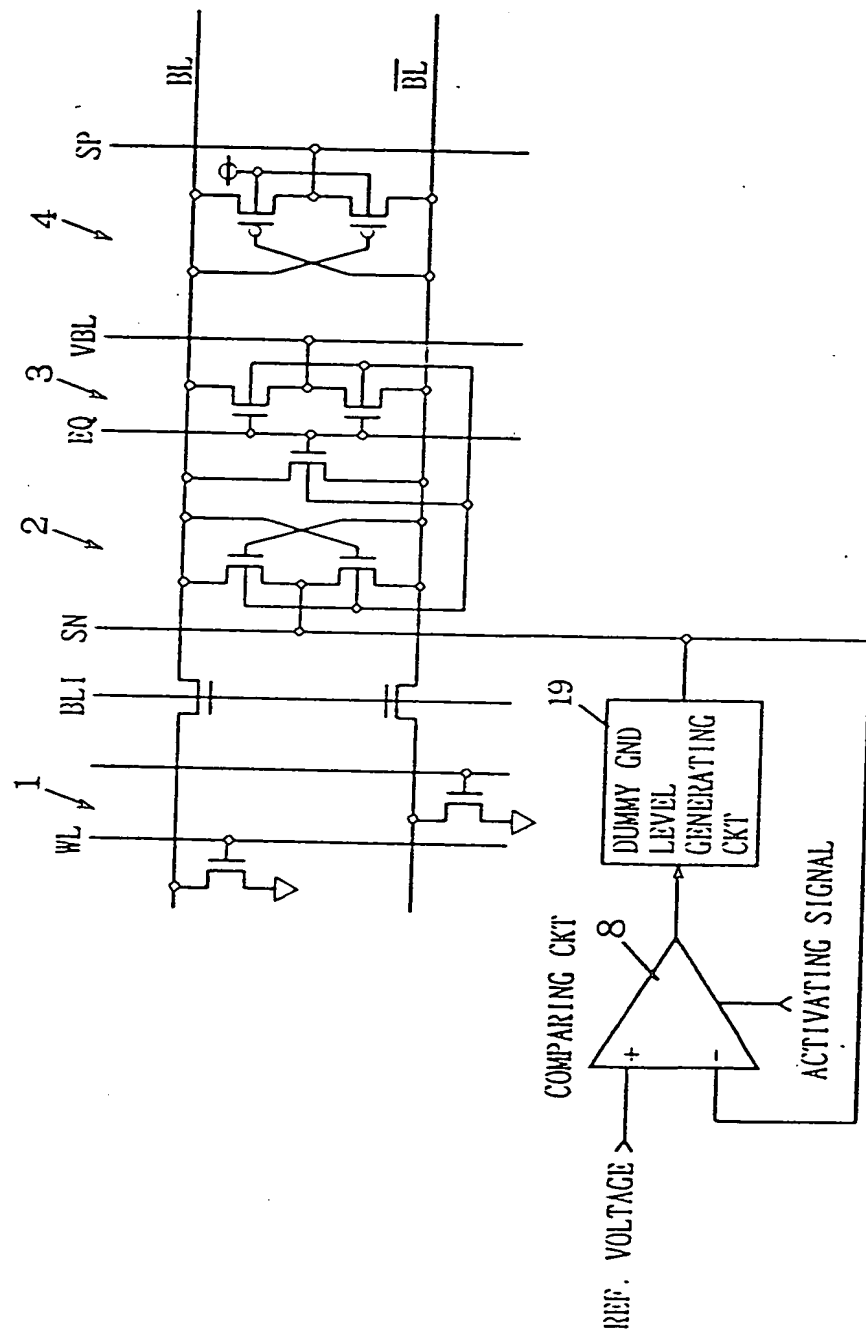 1
2
3
4
WL
BLI
SN
EQ
VBL
SP
BL
BL
19
DUMMY GND
LEVEL
GENERATING
CKT
COMPARING CKT
8
+
-
REF. VOLTAGE
ACTIVATING SIGNAL